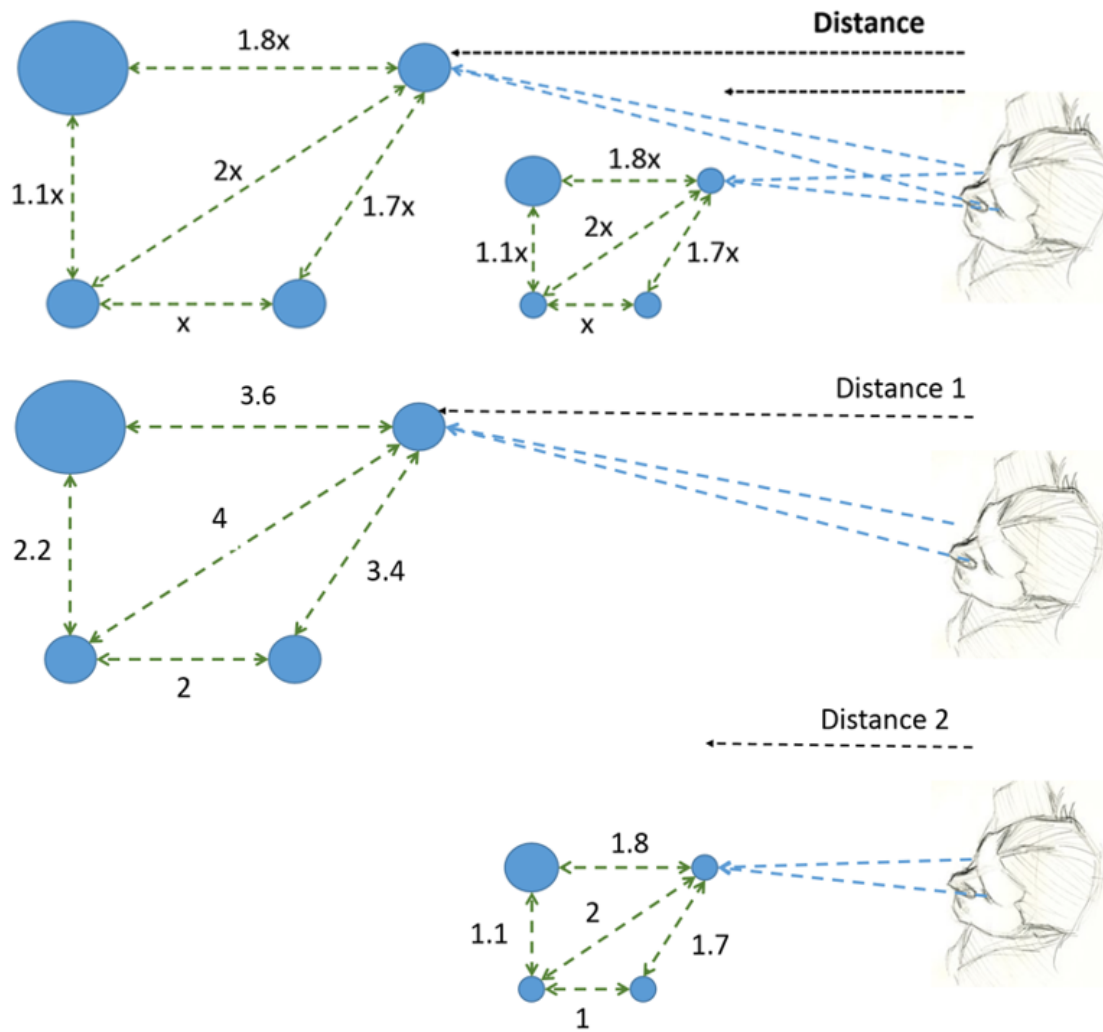 Distance
1.8x
2x
1.1x
1.7x
x
1.8x
2x
1.1x
1.7x
x
Distance 1
3.6
4
2.2
3.4
2
Distance 2
1.8
2
1.1
1.7
1